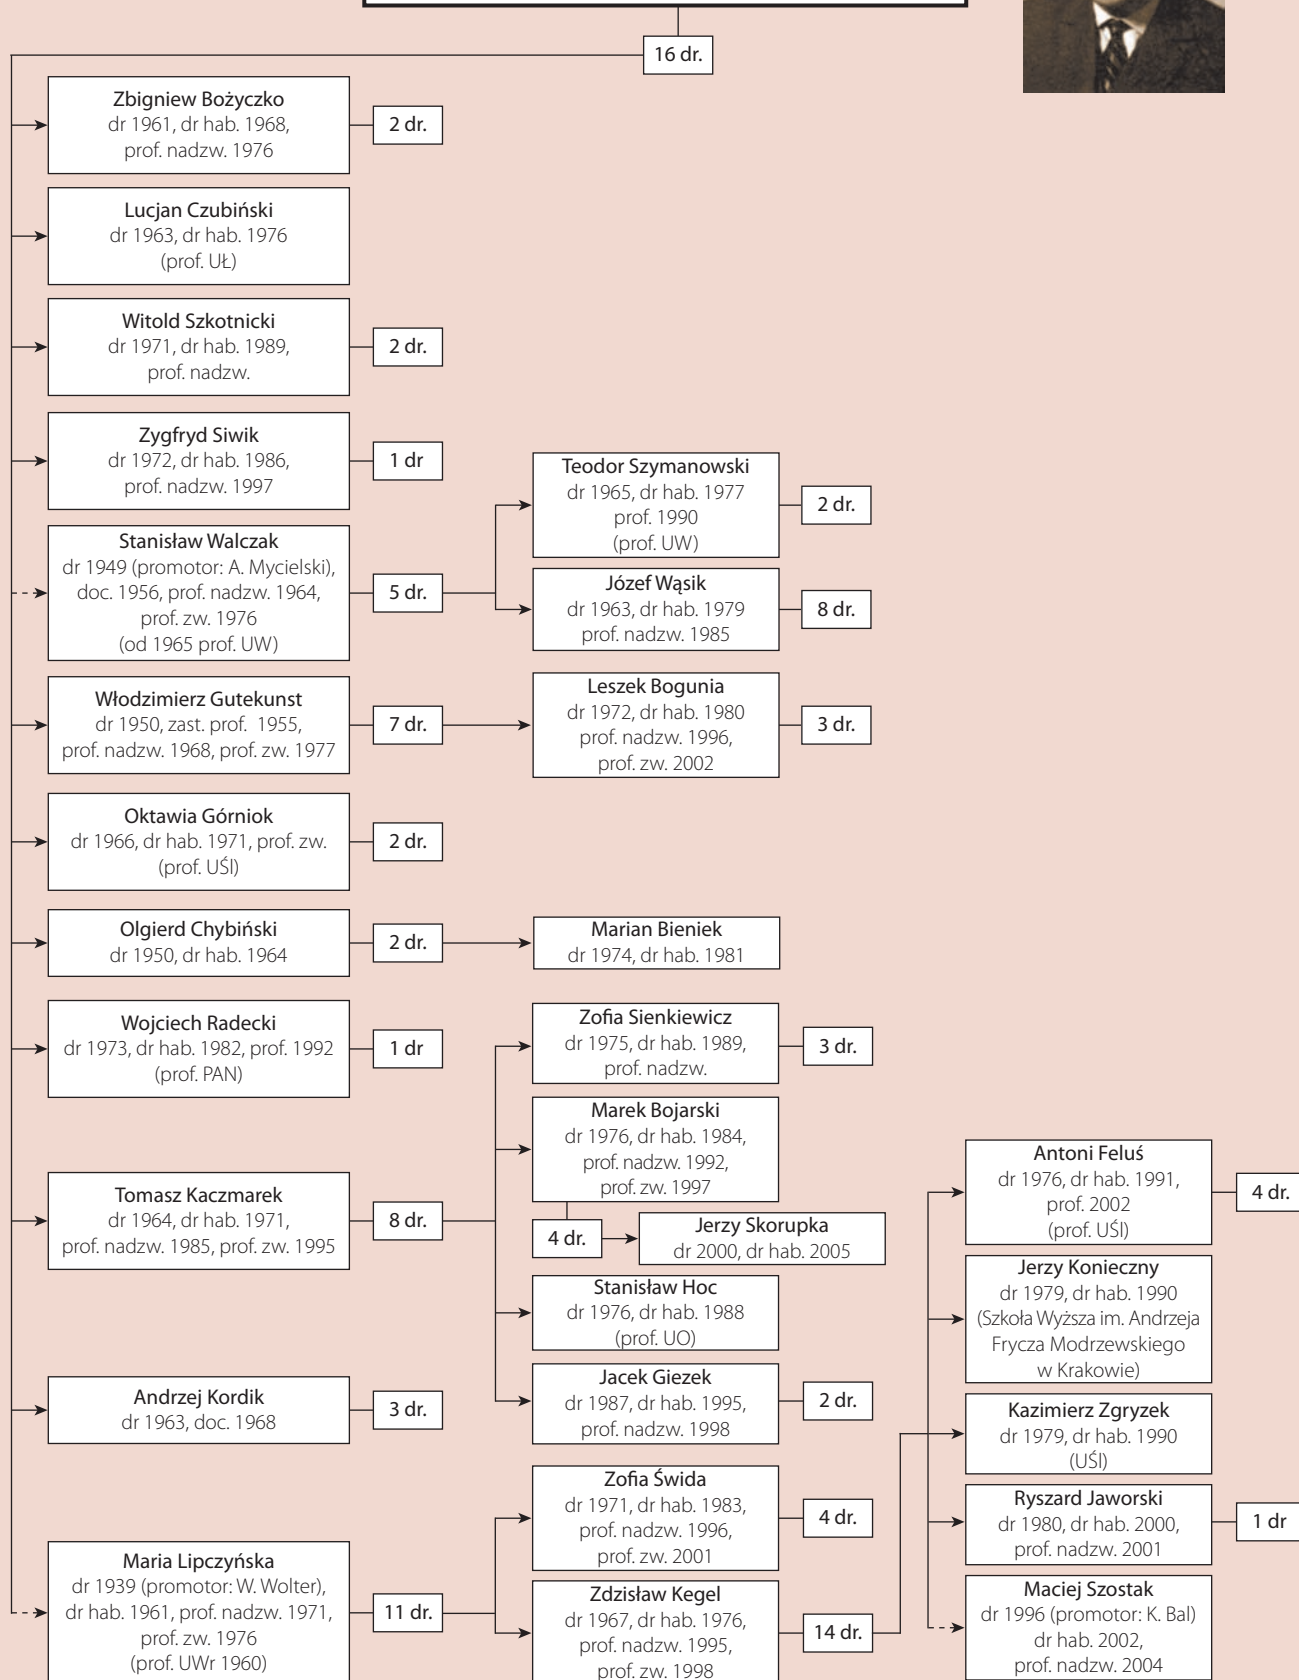 16 dr.
Zbigniew Bożyczko
dr 1961, dr hab. 1968,
prof. nadzw. 1976
2 dr.
Lucjan Czubiński
dr 1963, dr hab. 1976
(prof. UŁ)
Witold Szkotnicki
dr 1971, dr hab. 1989,
prof. nadzw.
2 dr.
Zygfryd Siwik
dr 1972, dr hab. 1986,
prof. nadzw. 1997
1 dr
Stanisław Walczak
dr 1949 (promotor: A. Mycielski),
doc. 1956, prof. nadzw. 1964,
prof. zw. 1976
(od 1965 prof. UW)
5 dr.
Teodor Szymanowski
dr 1965, dr hab. 1977
prof. 1990
(prof. UW)
2 dr.
Józef Wąsik
dr 1963, dr hab. 1979
prof. nadzw. 1985
8 dr.
Włodzimierz Gutekunst
dr 1950, zast. prof. 1955,
prof. nadzw. 1968, prof. zw. 1977
7 dr.
Leszek Bogunia
dr 1972, dr hab. 1980
prof. nadzw. 1996,
prof. zw. 2002
3 dr.
Oktawia Górniok
dr 1966, dr hab. 1971, prof. zw.
(prof. UŚl)
2 dr.
Olgierd Chybiński
dr 1950, dr hab. 1964
2 dr.
Marian Bieniek
dr 1974, dr hab. 1981
Wojciech Radecki
dr 1973, dr hab. 1982, prof. 1992
(prof. PAN)
1 dr
Tomasz Kaczmarek
dr 1964, dr hab. 1971,
prof. nadzw. 1985, prof. zw. 1995
8 dr.
Zofia Sienkiewicz
dr 1975, dr hab. 1989,
prof. nadzw.
3 dr.
Marek Bojarski
dr 1976, dr hab. 1984,
prof. nadzw. 1992,
prof. zw. 1997
4 dr.
Jerzy Skorupka
dr 2000, dr hab. 2005
Stanisław Hoc
dr 1976, dr hab. 1988
(prof. UO)
Jacek Giezek
dr 1987, dr hab. 1995,
prof. nadzw. 1998
2 dr.
Andrzej Kordik
dr 1963, doc. 1968
3 dr.
Maria Lipczyńska
dr 1939 (promotor: W. Wolter),
dr hab. 1961, prof. nadzw. 1971,
prof. zw. 1976
(prof. UWr 1960)
11 dr.
Zofia Świda
dr 1971, dr hab. 1983,
prof. nadzw. 1996,
prof. zw. 2001
4 dr.
Zdzisław Kegel
dr 1967, dr hab. 1976,
prof. nadzw. 1995,
prof. zw. 1998
14 dr.
Antoni Feluś
dr 1976, dr hab. 1991,
prof. 2002
(prof. UŚl)
4 dr.
Jerzy Konieczny
dr 1979, dr hab. 1990
(Szkoła Wyższa im. Andrzeja
Frycza Modrzewskiego
w Krakowie)
Kazimierz Zgryzek
dr 1979, dr hab. 1990
(UŚl)
Ryszard Jaworski
dr 1980, dr hab. 2000,
prof. nadzw. 2001
1 dr
Maciej Szostak
dr 1996 (promotor: K. Bal)
dr hab. 2002,
prof. nadzw. 2004